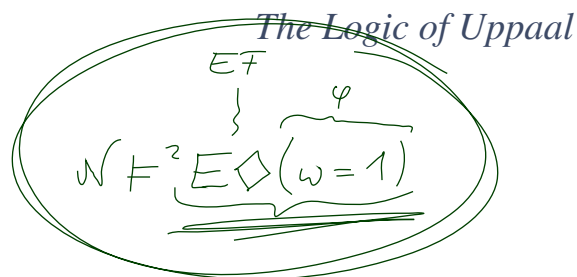 The Logic of Uppaal
EF
φ
𝒩 ⊨? E◇(w = 1)